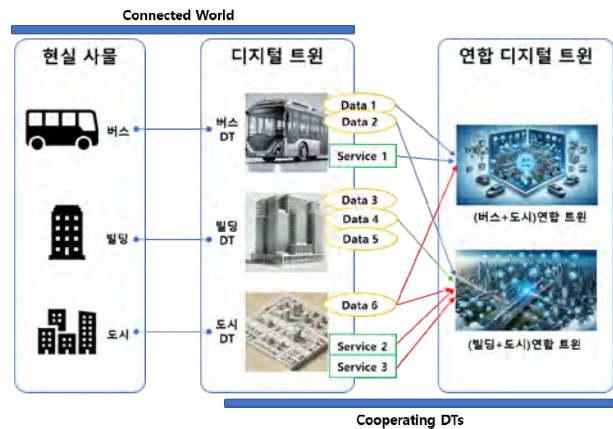 Connected World
현실 사물
디지털 트윈
연합 디지털 트윈
버스
버스
DT
Data 1
Data 2
Service 1
(버스+도시)연합 트윈
빌딩
빌딩
DT
Data 3
Data 4
Data 5
도시
도시
DT
Data 6
Service 2
Service 3
(빌딩+도시)연합 트윈
Cooperating DTs